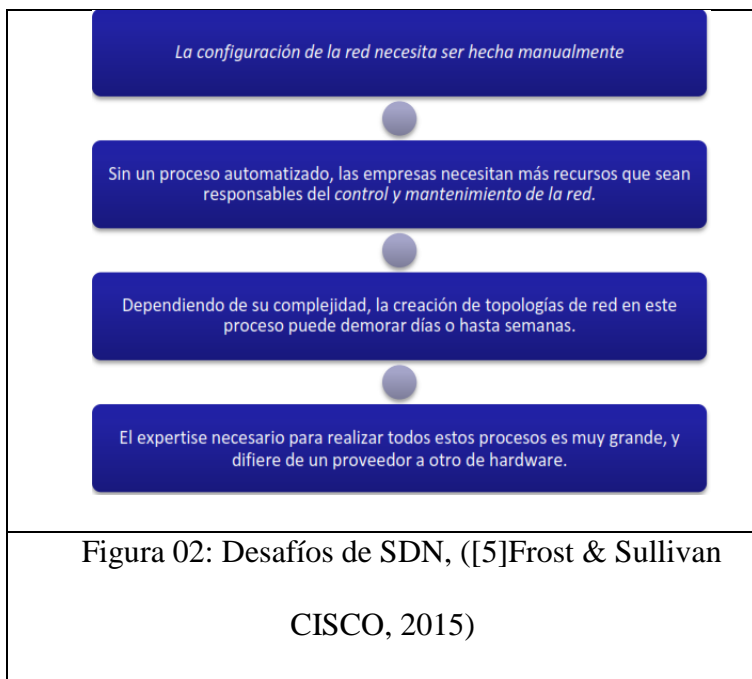 La configuración de la red necesita ser hecha manualmente
Sin un proceso automatizado, las empresas necesitan más recursos que sean
responsables del control y mantenimiento de la red.
Dependiendo de su complejidad, la creación de topologías de red en este
proceso puede demorar días o hasta semanas.
El expertise necesario para realizar todos estos procesos es muy grande, y
difiere de un proveedor a otro de hardware.
Figura 02: Desafíos de SDN, ([5]Frost & Sullivan
CISCO, 2015)